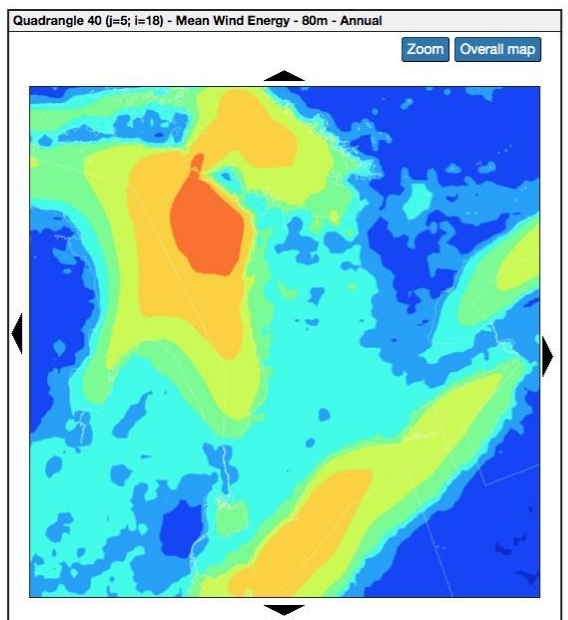 Quadrangle 40 (j=5; i=18) - Mean Wind Energy - 80m - Annual
Zoom
Overall map